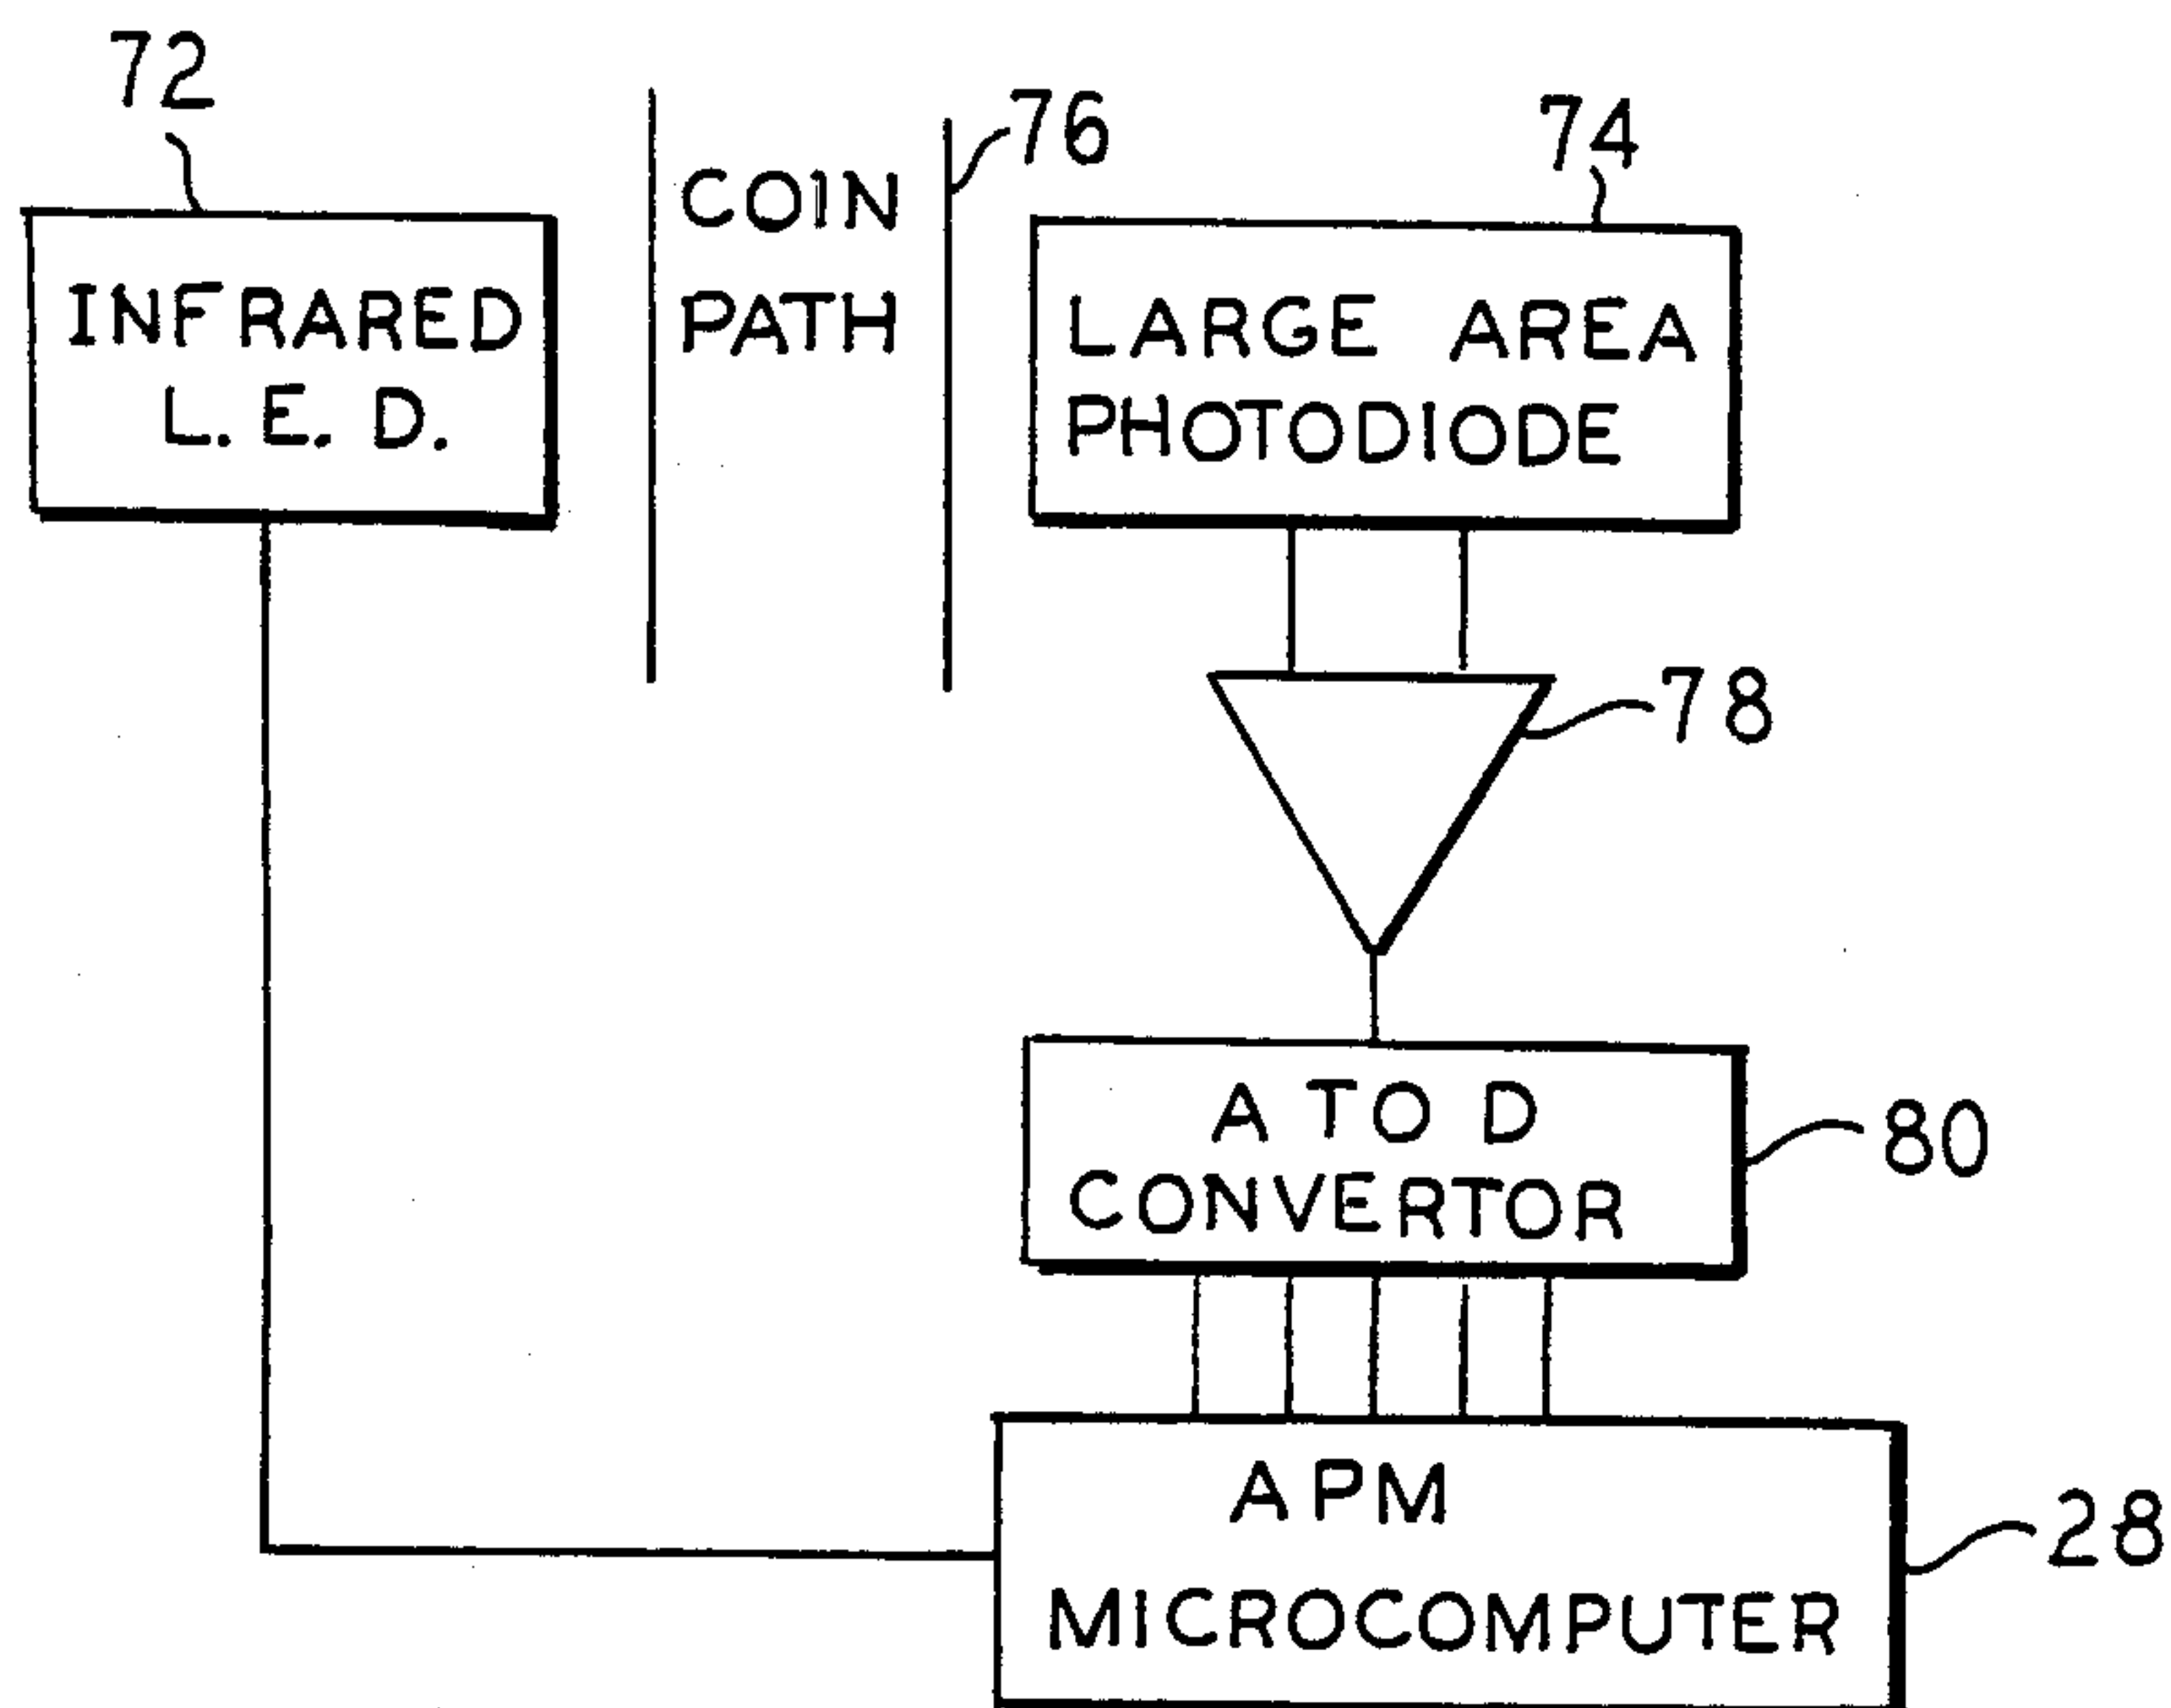 72
76
74
COIN
PATH
INFRARED
L. E. D.
LARGE AREA
PHOTODIODE
78
A TO D
CONVERTOR
80
APM
MICROCOMPUTER
28